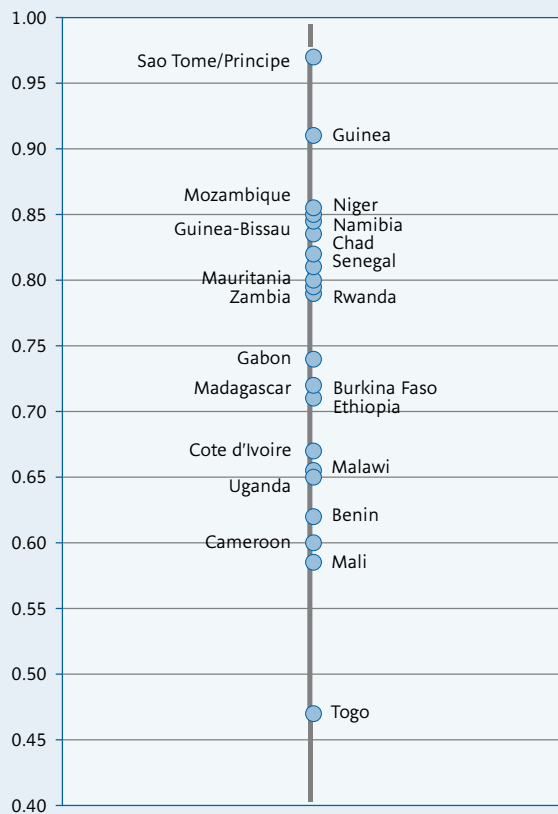 1.00
Sao Tome/Principe
0.95
0.90
Guinea
Mozambique
Niger
0.85
Namibia
Guinea-Bissau
Chad
Senegal
0.80
Mauritania
Zambia
Rwanda
0.75
Gabon
Madagascar
Burkina Faso
Ethiopia
0.70
Cote d'Ivoire
Malawi
0.65
Uganda
Benin
0.60
Cameroon
Mali
0.55
0.50
Togo
0.45
0.40